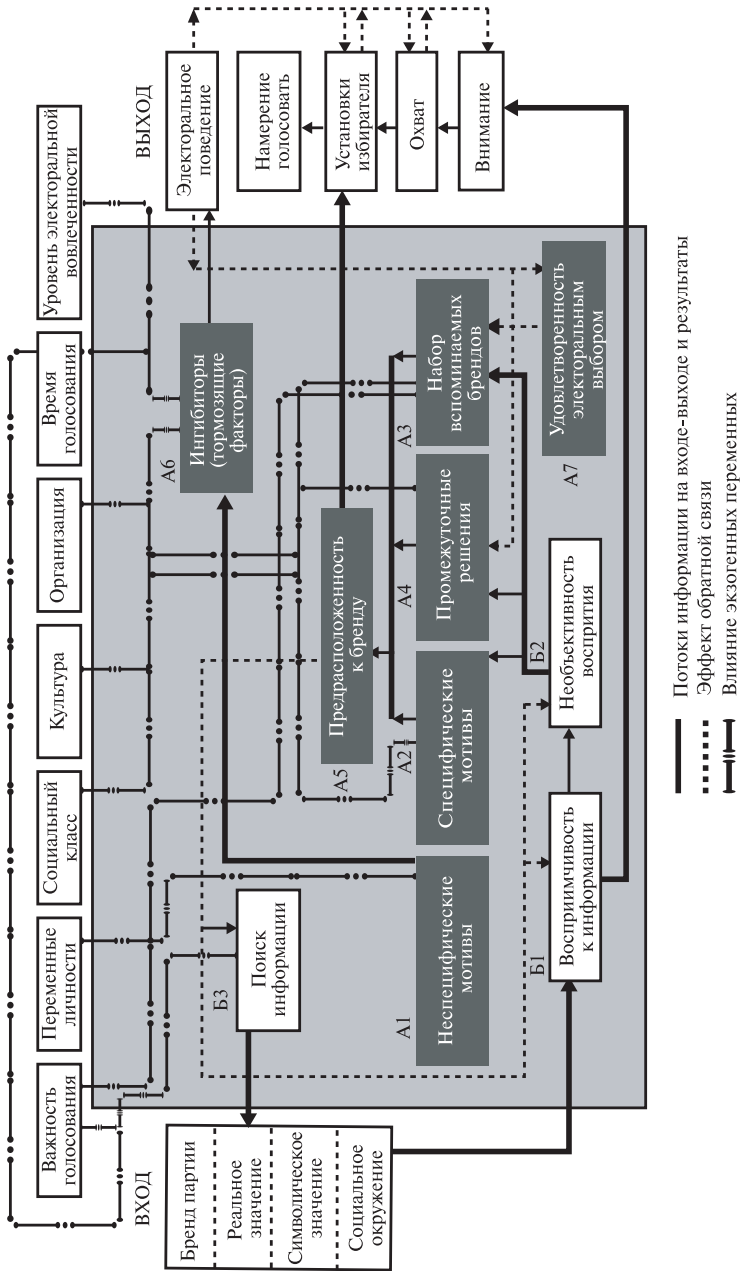 Важность
голосования
Переменные
личности
Социальный
класс
Культура
Организация
Время
голосования
Уровень электоральной
вовлеченности
ВХОД
ВЫХОД
Бренд партии
Реальное
значение
Символическое
значение
Социальное
окружение
Б3
Поиск
информации
А1
Неспецифические
мотивы
А2
Специфические
мотивы
А5
Предрасположенность
к бренду
А4
Промежуточные
решения
А3
Набор
вспоминаемых
брендов
А6
Ингибиторы
(тормозящие
факторы)
А7
Удовлетворенность
электоральным
выбором
Б1
Восприимчивость
к информации
Б2
Необъективность
воспрития
Электоральное
поведение
Намерение
голосовать
Установки
избирателя
Охват
Внимание
Потоки информации на входе-выходе и результаты
Эффект обратной связи
Влияние экзогенных переменных